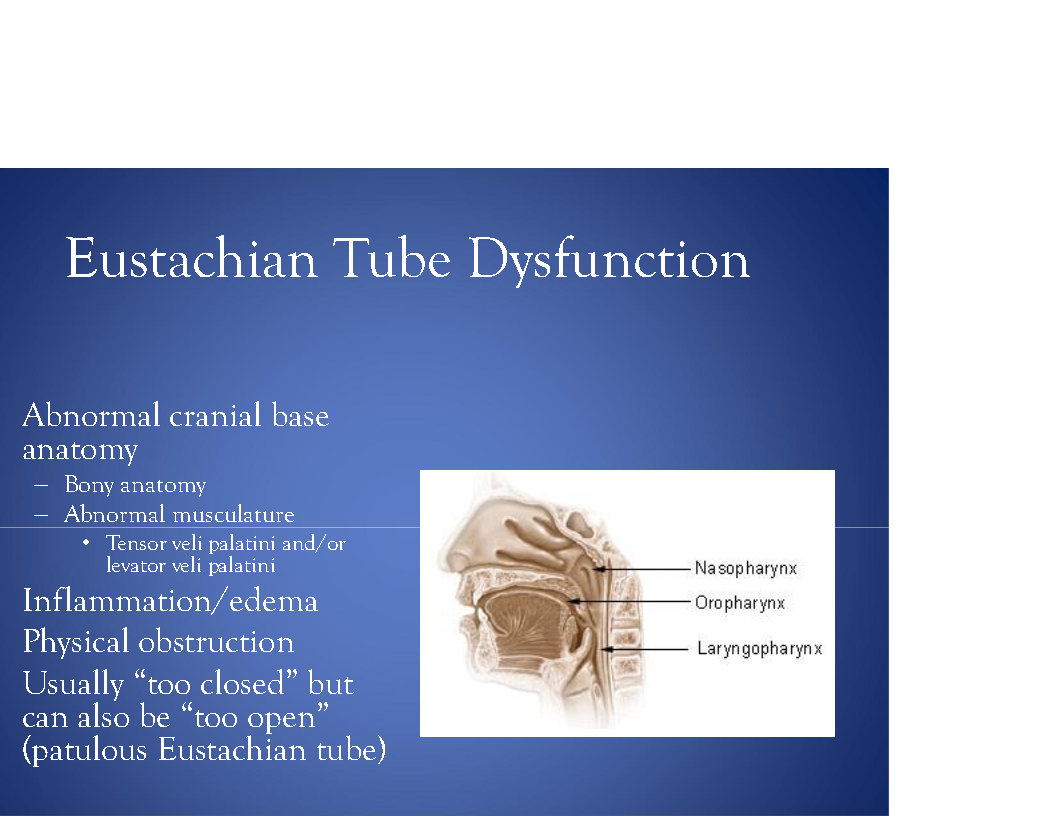 Eustachian Tube Dysfunction
Abnormal cranial base
anatomy
– Bony anatomy
– Abnormal musculature
• Tensor veli palatini and/or
levator veli palatini
Inflammation/edema
Physical obstruction
Usually “too closed” but
can also be “too open”
(patulous Eustachian tube)
Nasopharynx
Oropharynx
Laryngopharynx